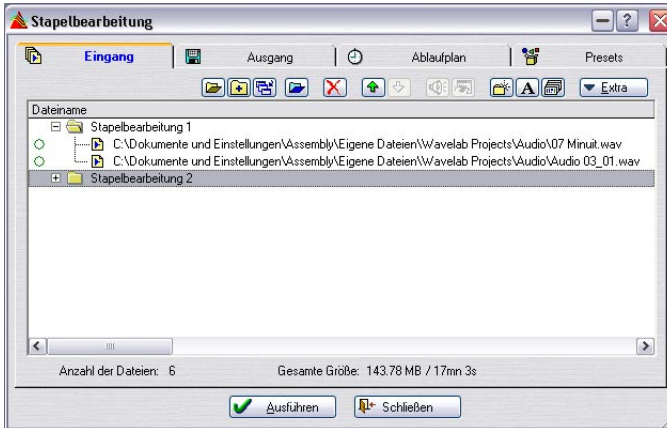 Stapelbearbeitung
Eingang Ausgang Ablaufplan Presets
A Extra
Dateiname
Stapelbearbeitung 1
C:\Dokumente und Einstellungen\Assembly\Eigene Dateien\Wavelab Projects\Audio\07 Minuit.wav
C:\Dokumente und Einstellungen\Assembly\Eigene Dateien\Wavelab Projects\Audio\Audio 03_01.wav
Stapelbearbeitung 2
Anzahl der Dateien: 6 Gesamte Größe: 143.78 MB / 17mn 3s
Ausführen Schließen